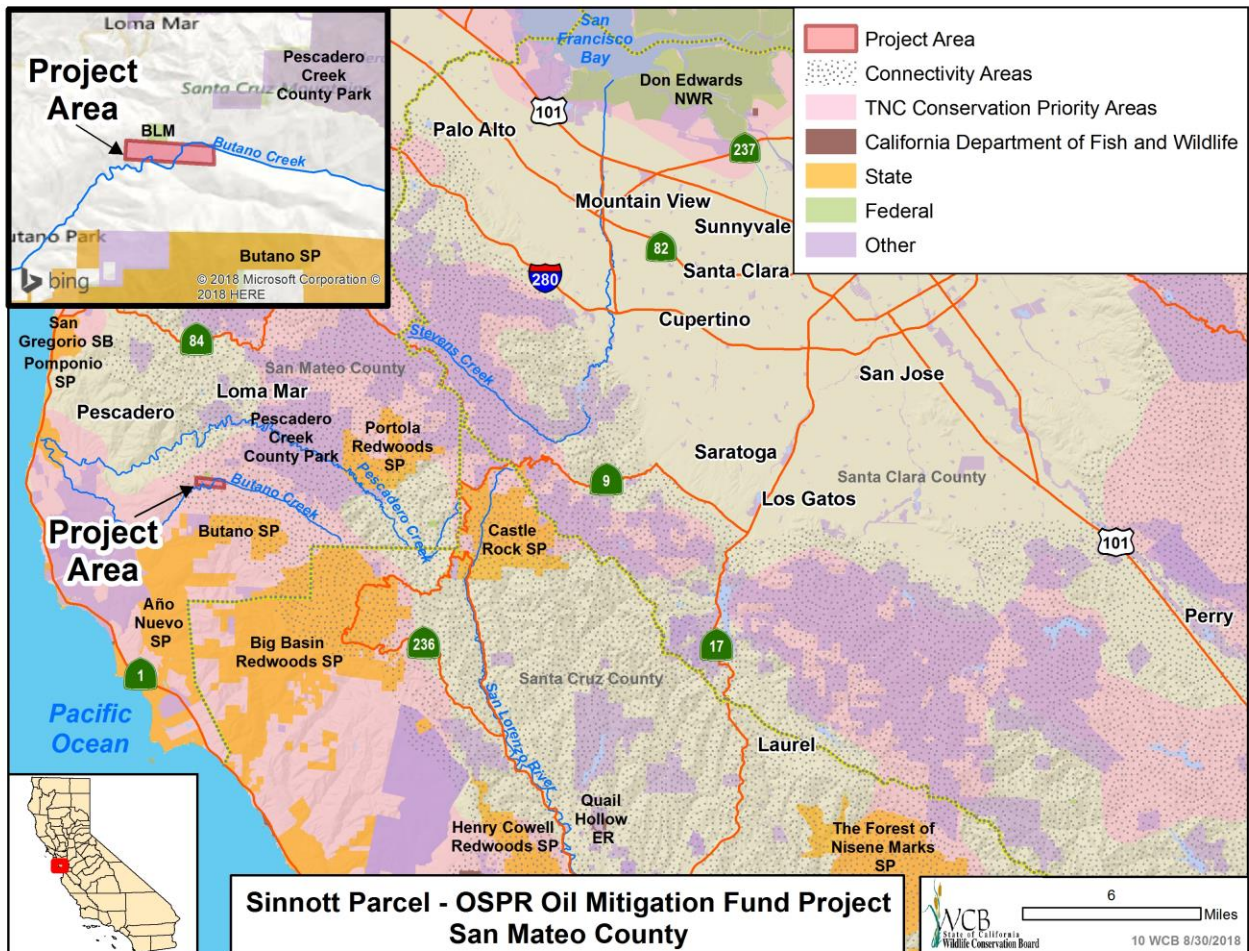 Loma Mar
Pescadero
Creek
County Park
Project
Area
BLM
Butano Creek
Butano SP
bing
© 2018 Microsoft Corporation ©
2018 HERE
Project Area
Connectivity Areas
TNC Conservation Priority Areas
California Department of Fish and Wildlife
State
Federal
Other
San
Francisco
Bay
Don Edwards
NWR
101
Palo Alto
237
Mountain View
Sunnyvale
82
Santa Clara
280
Cupertino
San
Gregorio SB
84
Stevens Creek
San Mateo County
Pomponio
SP
Loma Mar
San Jose
Pescadero
Pescadero
Creek
County Park
Portola
Redwoods
SP
Saratoga
Santa Clara County
9
Pescadero Creek
Butano Creek
Los Gatos
Project
Area
Butano SP
Castle
Rock SP
101
Año
Nuevo
SP
Big Basin
Redwoods SP
236
17
Perry
1
Santa Cruz County
San Lorenzo River
Pacific
Ocean
Laurel
Quail
Hollow
ER
Henry Cowell
Redwoods SP
The Forest of
Nisene Marks
SP
Sinnott Parcel - OSPR Oil Mitigation Fund Project
San Mateo County
WCB
State of California
Wildlife Conservation Board
6
Miles
10 WCB 8/30/2018